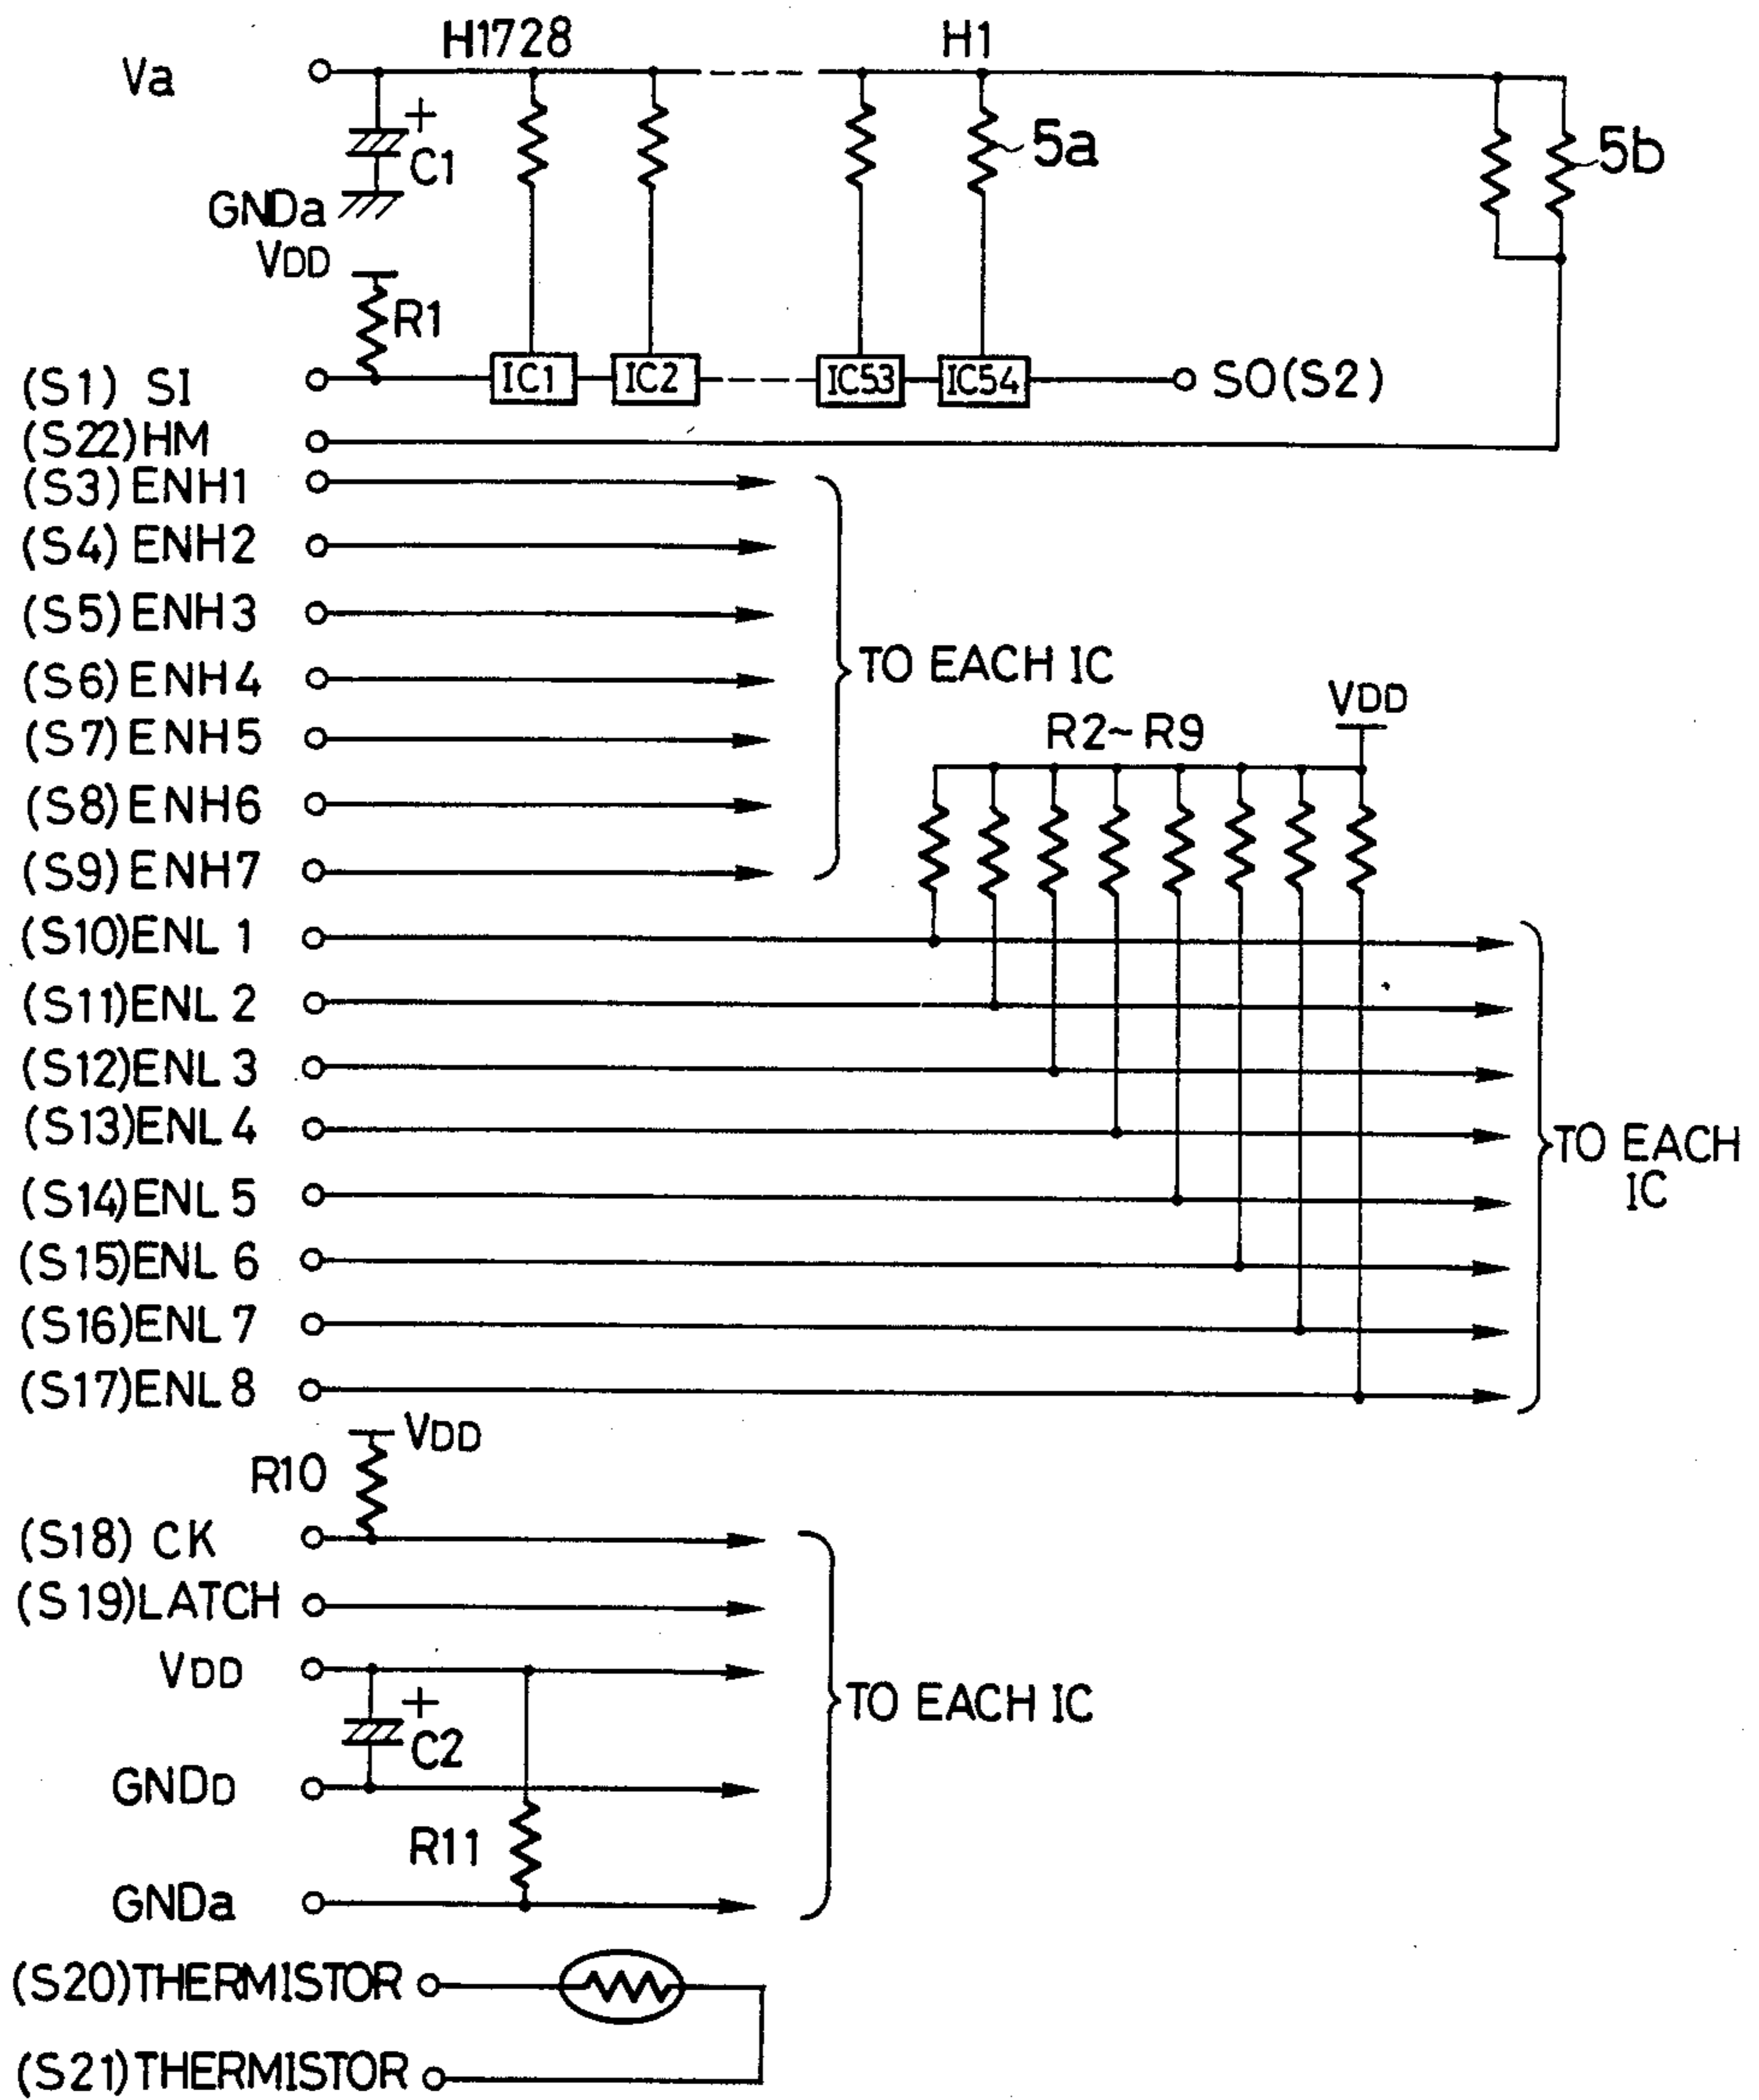 H1728 H1
Va
+
5a
5b
C1
GNDa
VDD
R1
(S1) SI IC1 IC2 IC53 IC54 SO(S2)
(S22)HM
(S3)ENH1
(S4)ENH2
(S5)ENH3
(S6)ENH4
TO EACH IC
VDD
(S7)ENH5
R2~R9
(S8)ENH6
(S9)ENH7
(S10)ENL 1
(S11)ENL 2
(S12)ENL 3
(S13)ENL 4
TO EACH
IC
(S14)ENL 5
(S15)ENL 6
(S16)ENL 7
(S17)ENL 8
VDD
R10
(S18) CK
(S19)LATCH
VDD
+
TO EACH IC
C2
GNDD
R11
GNDa
(S20)THERMISTOR
(S21)THERMISTOR